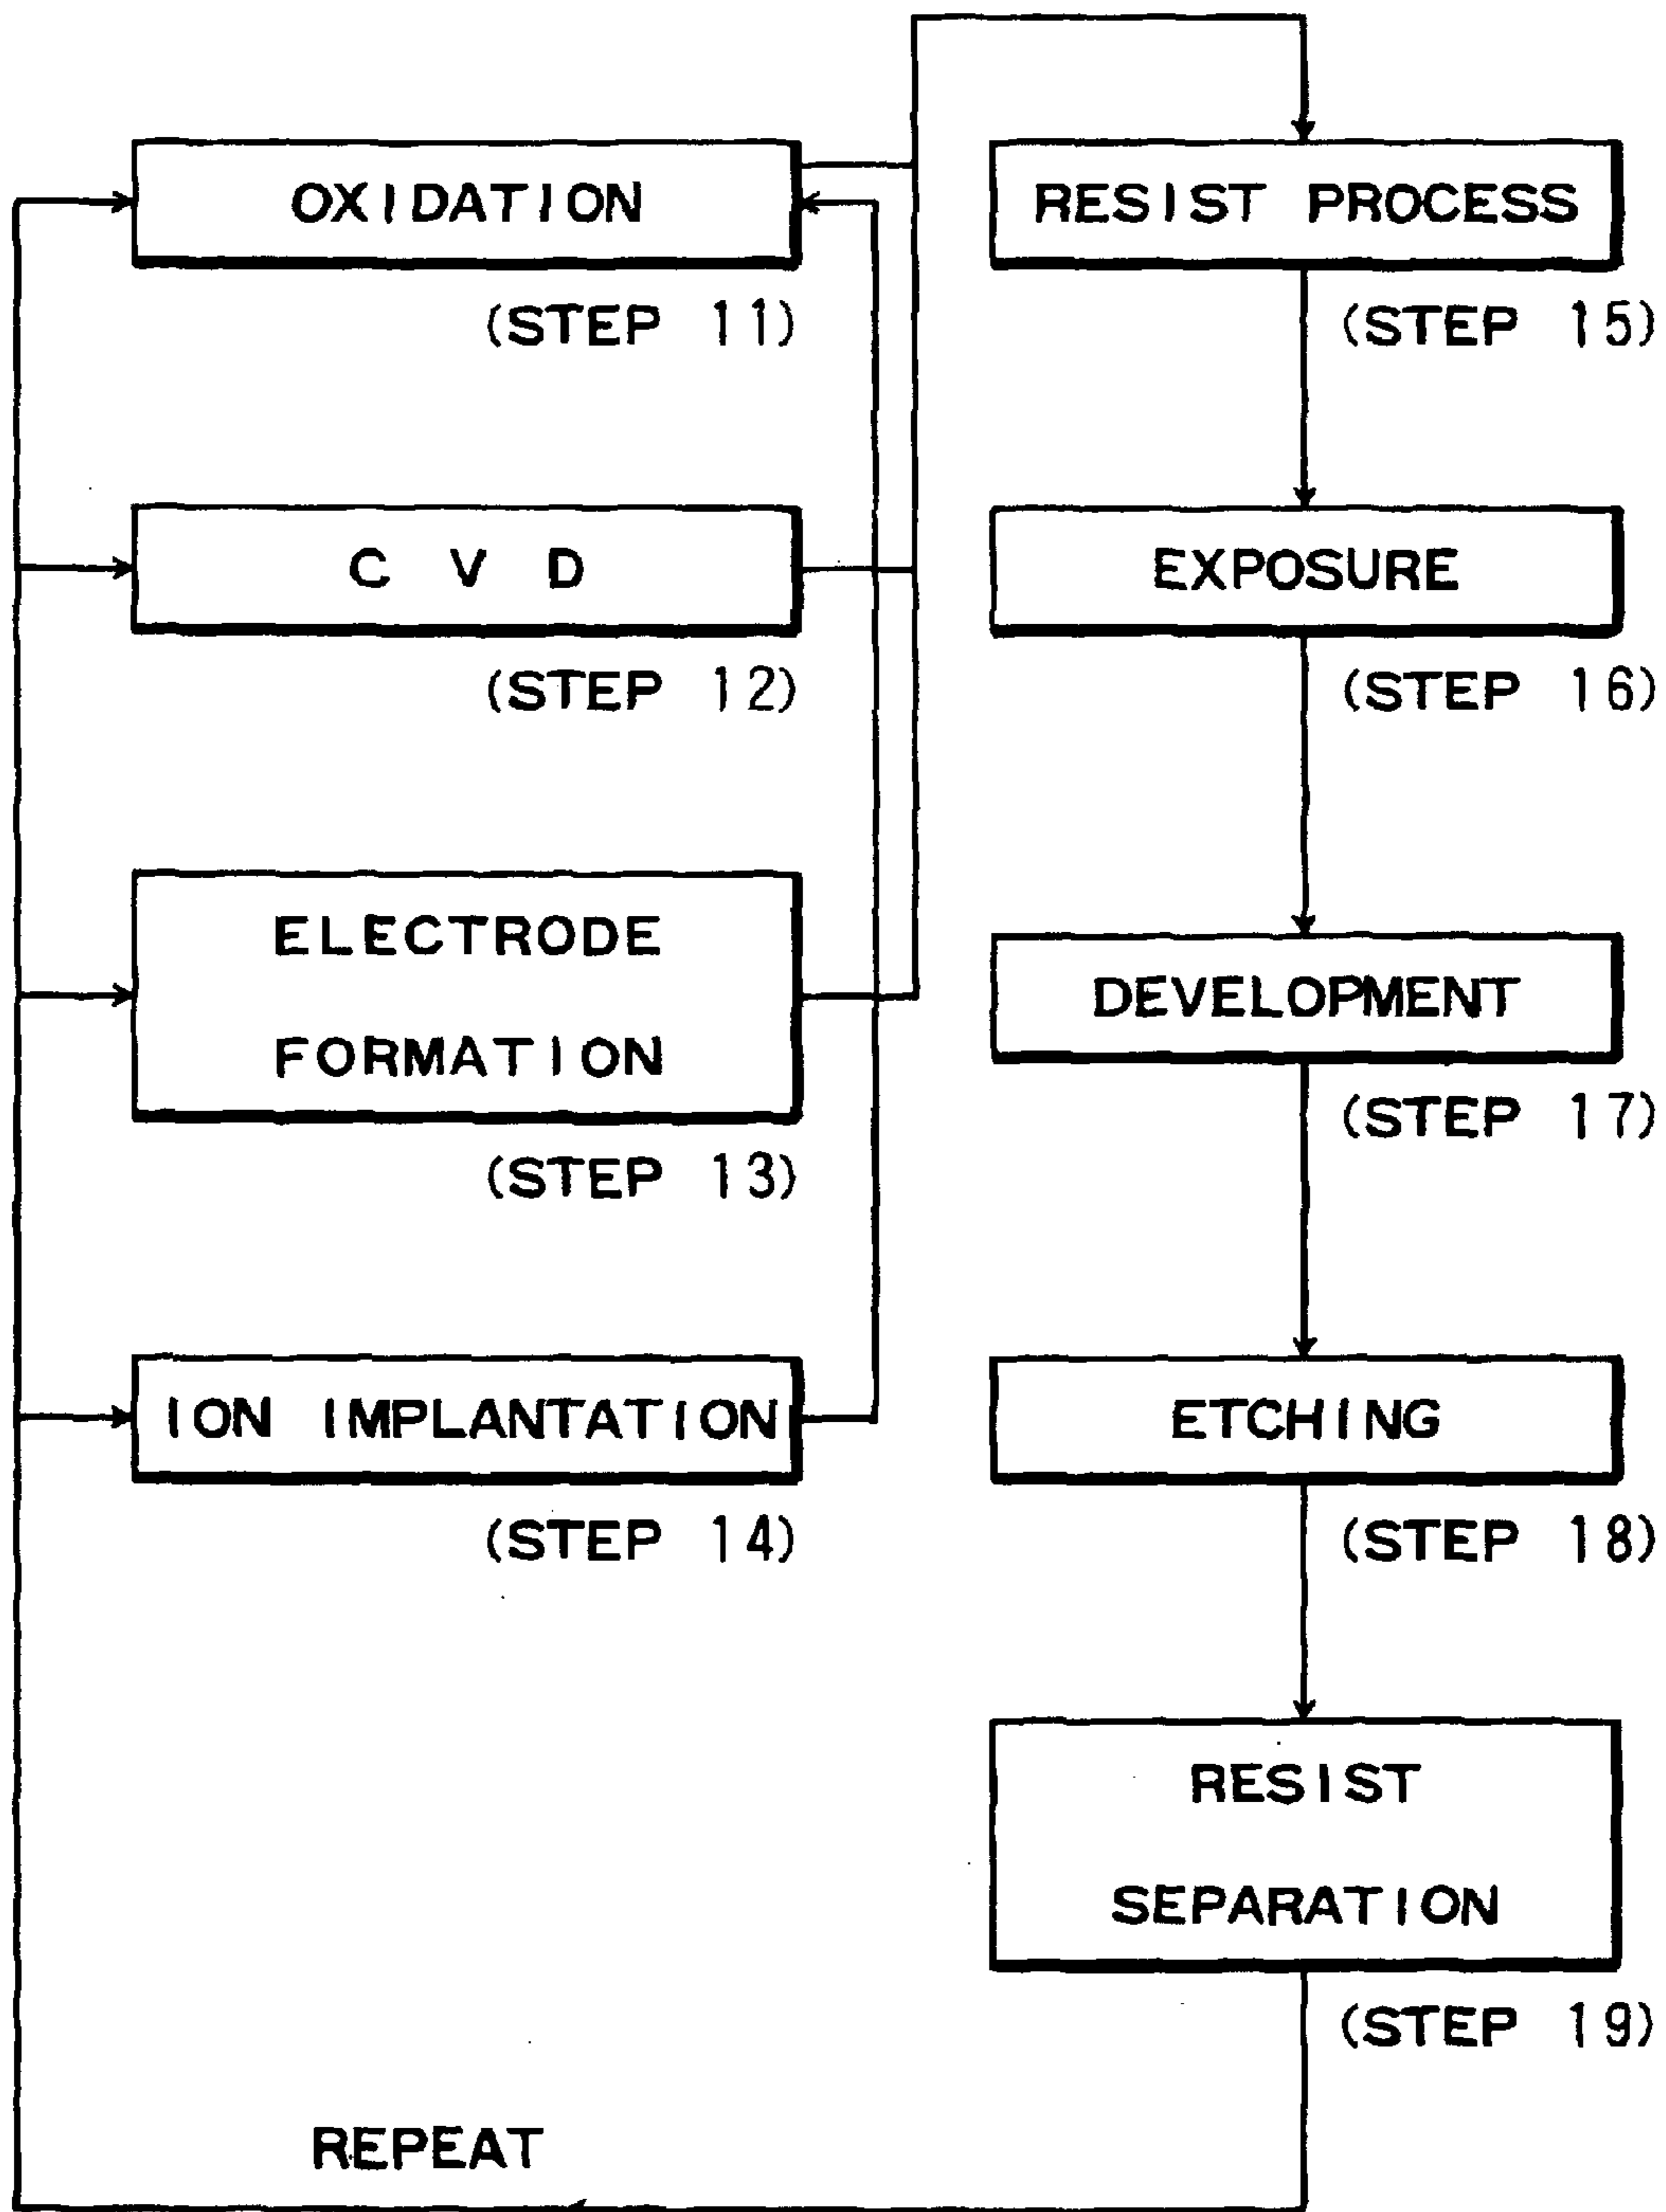 OXIDATION
(STEP 11)
C V D
(STEP 12)
ELECTRODE
FORMATION
(STEP 13)
ION IMPLANTATION
(STEP 14)
RESIST PROCESS
(STEP 15)
EXPOSURE
(STEP 16)
DEVELOPMENT
(STEP 17)
ETCHING
(STEP 18)
RESIST
SEPARATION
(STEP 19)
REPEAT